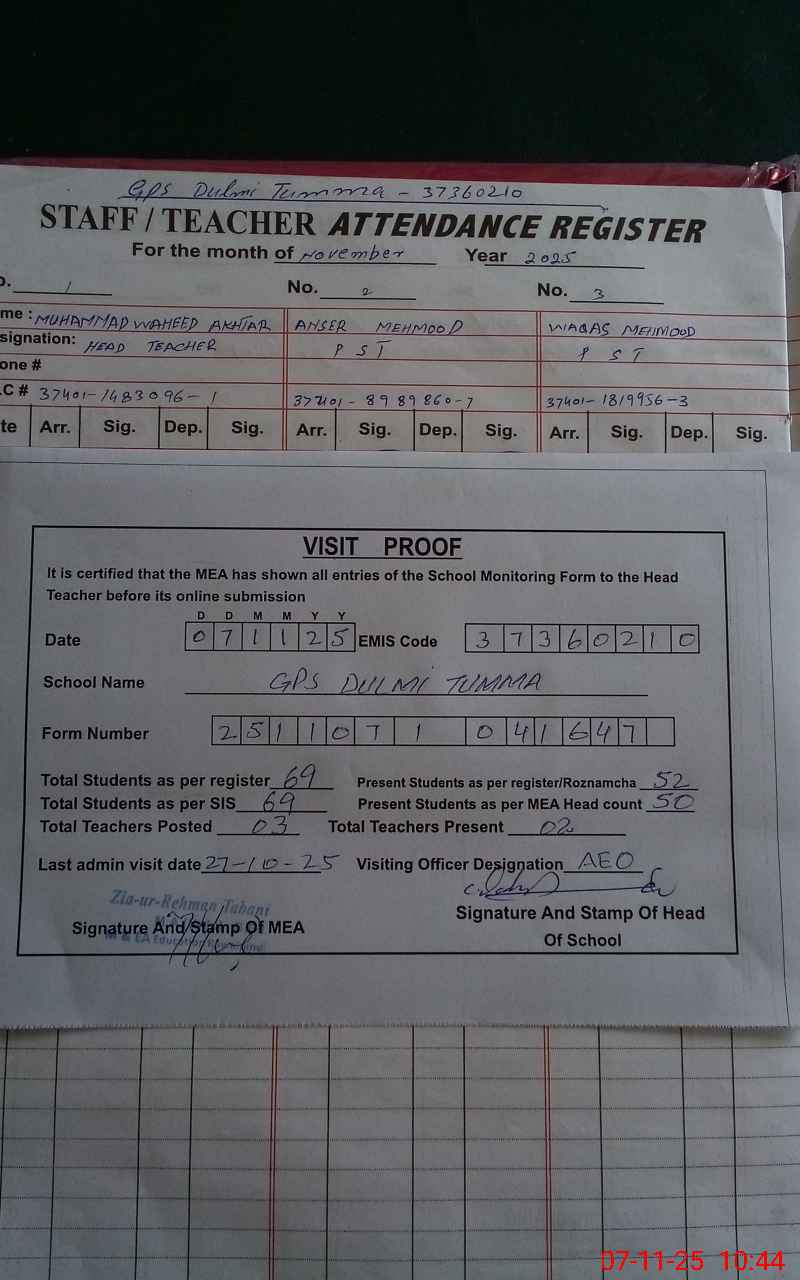 GPS Dulmi Tumma - 37360210
STAFF / TEACHER ATTENDANCE REGISTER
For the month of November Year 2025
1 No. 2 No. 3
me : MUHAMMAD WAHEED AKHTAR ANSER MEHMOOD WAQAS MEHMOOD
signation: HEAD TEACHER P S T P S T
one #
.C # 37401-1483096-1 37401-8989860-7 37401-1819956-3
te Arr. Sig. Dep. Sig. Arr. Sig. Dep. Sig. Arr. Sig. Dep. Sig.
VISIT PROOF
It is certified that the MEA has shown all entries of the School Monitoring Form to the Head
Teacher before its online submission
D D M M Y Y
Date 0 7 1 1 2 5 EMIS Code 3 7 3 6 0 2 1 0
School Name GPS DULMI TUMMA
Form Number 2 5 1 1 0 7 1 0 4 1 6 4 7
Total Students as per register 69 Present Students as per register/Roznamcha 52
Total Students as per SIS 69 Present Students as per MEA Head count 50
Total Teachers Posted 03 Total Teachers Present 02
Last admin visit date 27-10-25 Visiting Officer Designation AEO
Zia-ur-Rehman Tabani
Signature And Stamp Of MEA Signature And Stamp Of Head
Of School
07-11-25 10:44